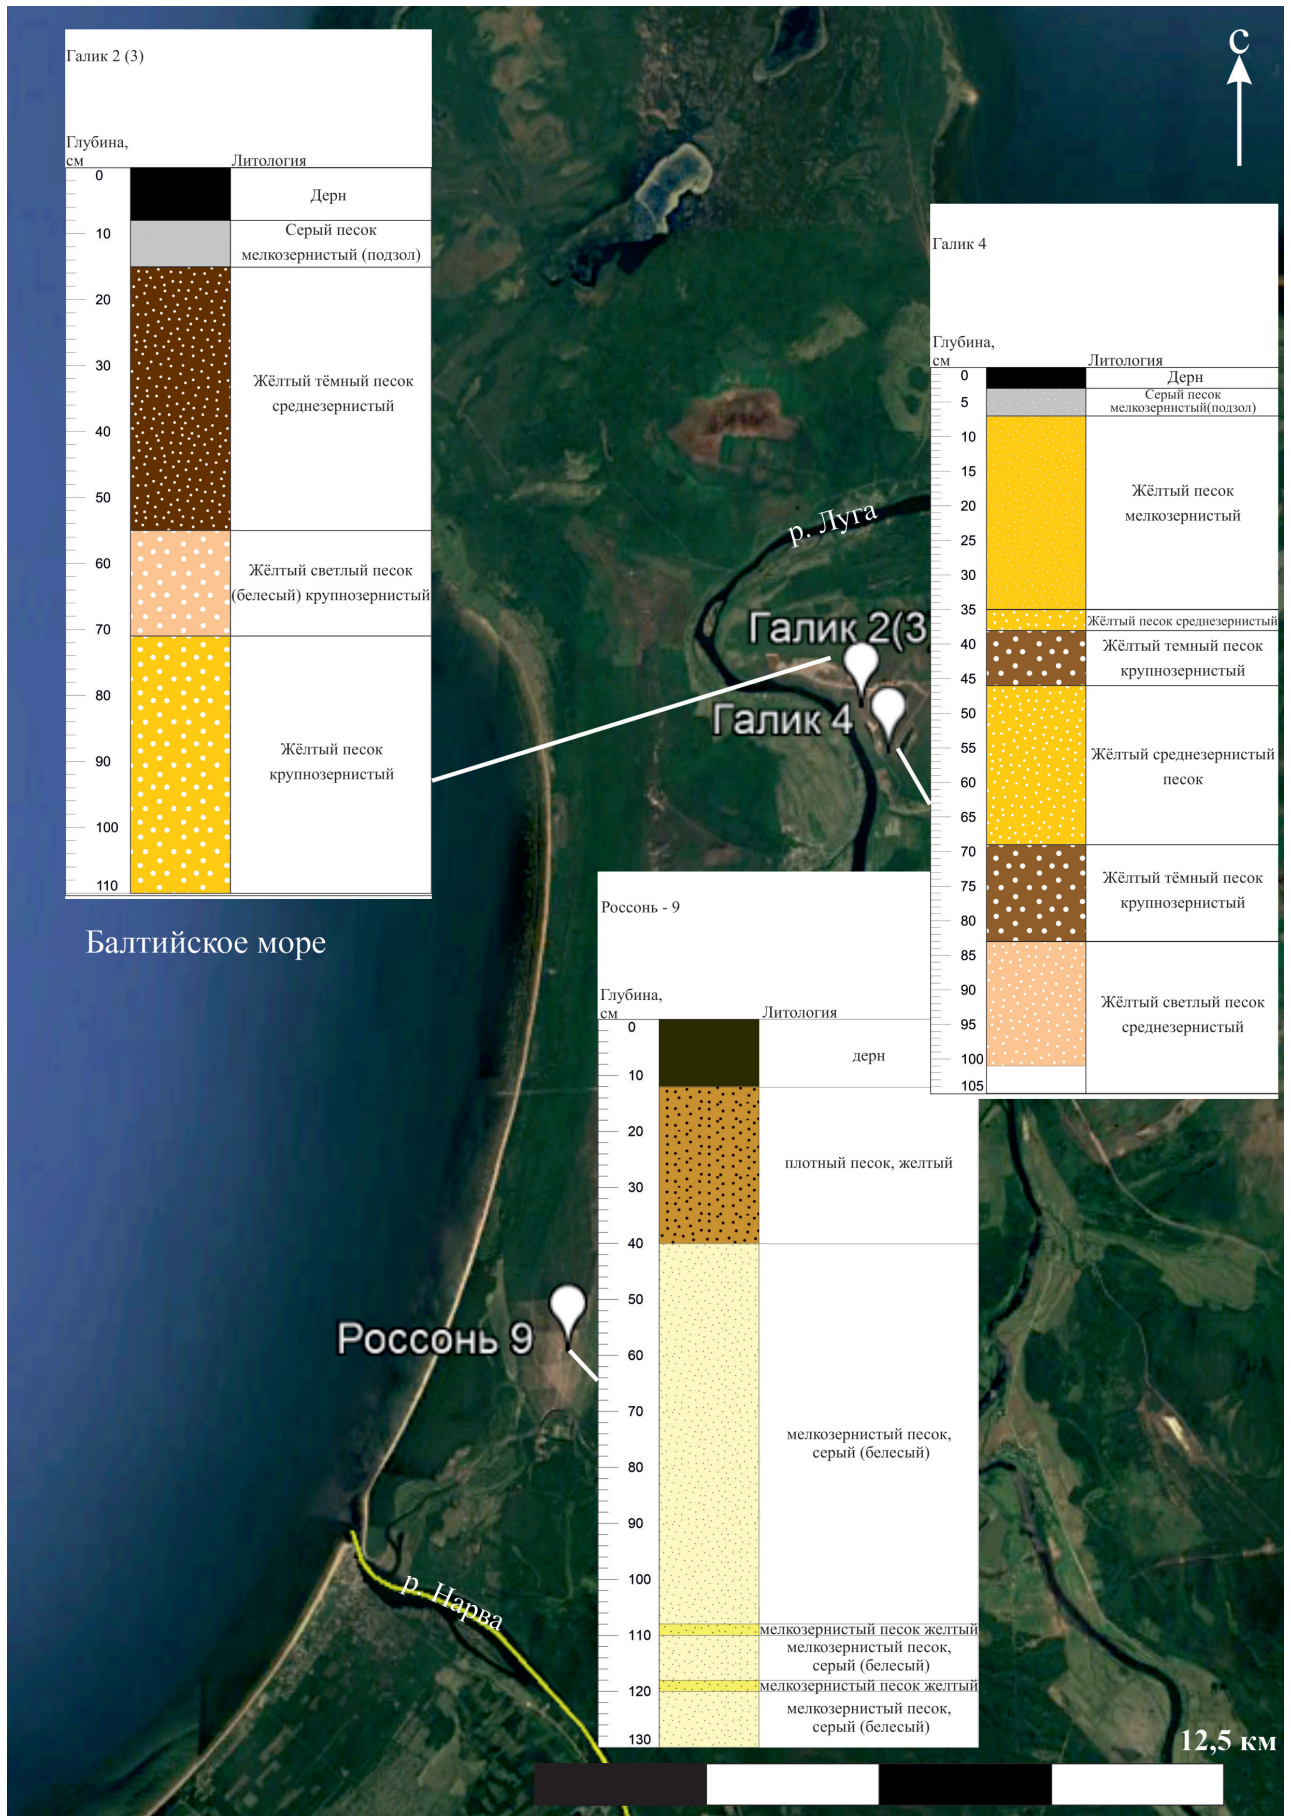 Галик 2 (3)
Глубина,
см
Литология
0
10
20
30
40
50
60
70
80
90
100
110
Дерн
Серый песок
мелкозернистый (подзол)
Жёлтый тёмный песок
среднезернистый
Жёлтый светлый песок
(белесый) крупнозернистый
Жёлтый песок
крупнозернистый
С
Галик 4
Глубина,
см
Литология
0
5
10
15
20
25
30
35
40
45
50
55
60
65
70
75
80
85
90
95
100
105
Дерн
Серый песок
мелкозернистый(подзол)
Жёлтый песок
мелкозернистый
Жёлтый песок среднезернистый
Жёлтый темный песок
крупнозернистый
Жёлтый среднезернистый
песок
Жёлтый тёмный песок
крупнозернистый
Жёлтый светлый песок
среднезернистый
р. Луга
Галик 2(3
Галик 4
Балтийское море
Россонь - 9
Глубина,
см
Литология
0
10
20
30
40
50
60
70
80
90
100
110
120
130
дерн
плотный песок, желтый
мелкозернистый песок,
серый (белесый)
мелкозернистый песок желтый
мелкозернистый песок,
серый (белесый)
мелкозернистый песок желтый
мелкозернистый песок,
серый (белесый)
Россонь 9
р. Нарва
12,5 км